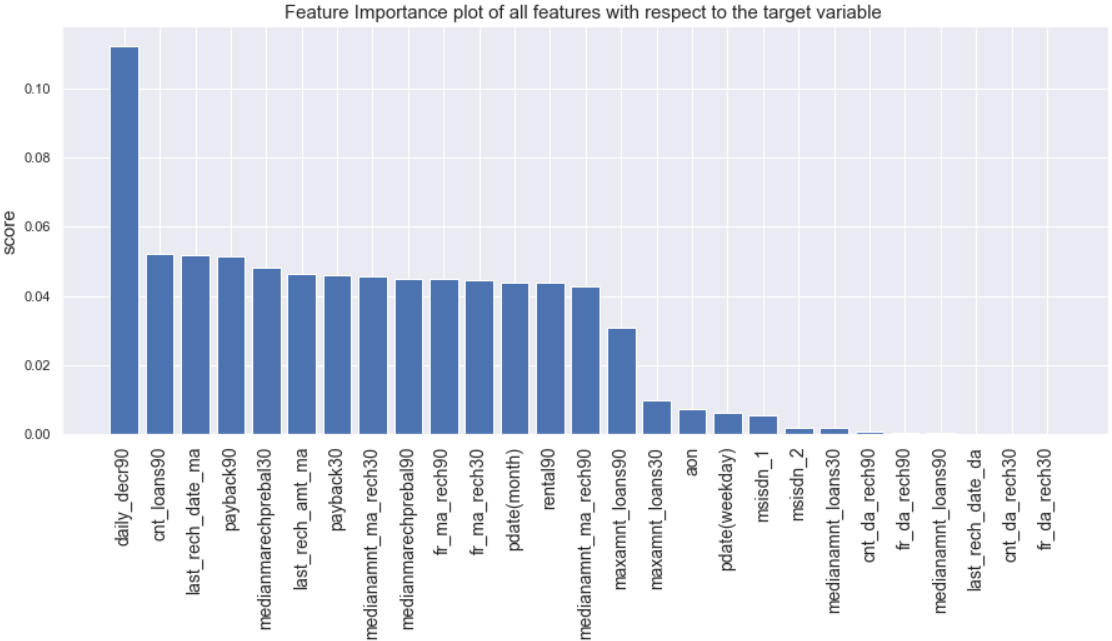 Feature Importance plot of all features with respect to the target variable
score
0.10
0.08
0.06
0.04
0.02
0.00
daily_decr90
cnt_loans90
last_rech_date_ma
payback90
medianmarechprebal30
last_rech_amt_ma
payback30
medianamnt_ma_rech30
medianmarechprebal90
fr_ma_rech90
fr_ma_rech30
pdate(month)
rental90
medianamnt_ma_rech90
maxamnt_loans90
maxamnt_loans30
aon
pdate(weekday)
msisdn_1
msisdn_2
medianamnt_loans30
cnt_da_rech90
fr_da_rech90
medianamnt_loans90
last_rech_date_da
cnt_da_rech30
fr_da_rech30